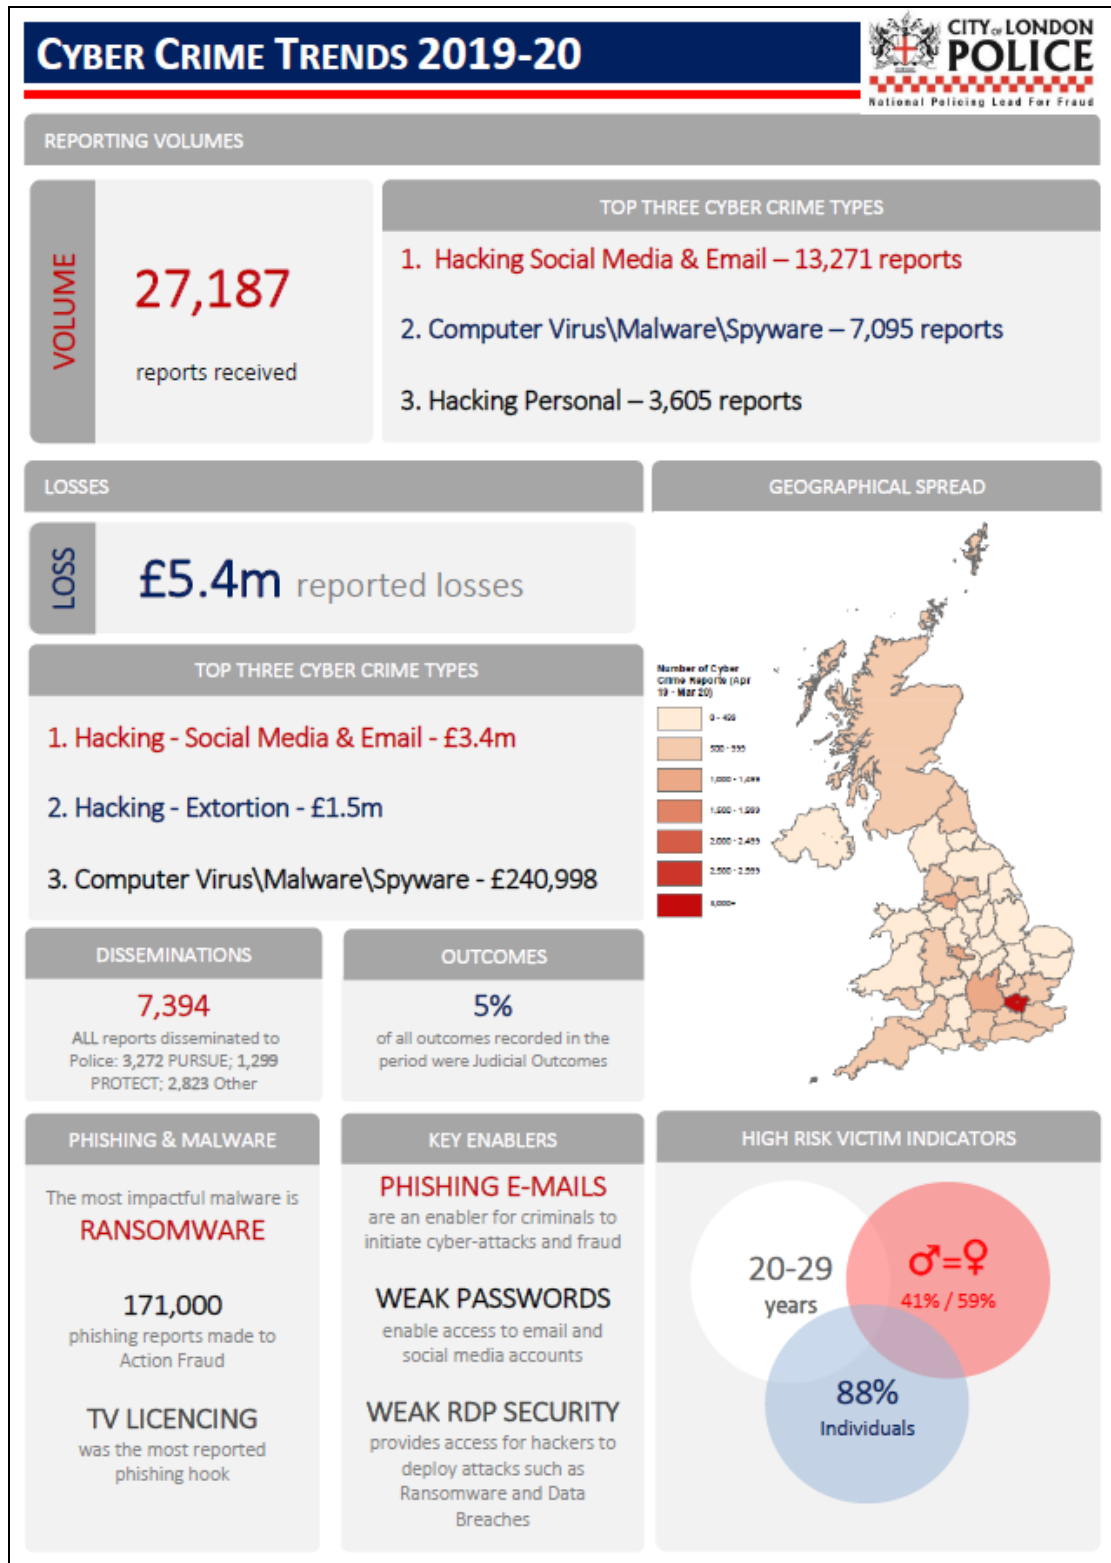 CYBER CRIME TRENDS 2019-20
CITY OF LONDON
POLICE
National Policing Lead For Fraud
REPORTING VOLUMES
VOLUME
27,187
reports received
TOP THREE CYBER CRIME TYPES
1. Hacking Social Media & Email – 13,271 reports
2. Computer Virus\Malware\Spyware – 7,095 reports
3. Hacking Personal – 3,605 reports
LOSSES
LOSS
£5.4m reported losses
TOP THREE CYBER CRIME TYPES
1. Hacking - Social Media & Email - £3.4m
2. Hacking - Extortion - £1.5m
3. Computer Virus\Malware\Spyware - £240,998
GEOGRAPHICAL SPREAD
Number of Cyber
Crime Reports (Apr
19 - Mar 20)
DISSEMINATIONS
7,394
ALL reports disseminated to
Police: 3,272 PURSUE; 1,299
PROTECT; 2,823 Other
OUTCOMES
5%
of all outcomes recorded in the
period were Judicial Outcomes
PHISHING & MALWARE
The most impactful malware is
RANSOMWARE
171,000
phishing reports made to
Action Fraud
TV LICENCING
was the most reported
phishing hook
KEY ENABLERS
PHISHING E-MAILS
are an enabler for criminals to
initiate cyber-attacks and fraud
WEAK PASSWORDS
enable access to email and
social media accounts
WEAK RDP SECURITY
provides access for hackers to
deploy attacks such as
Ransomware and Data
Breaches
HIGH RISK VICTIM INDICATORS
20-29
years
♂=♀
41% / 59%
88%
Individuals